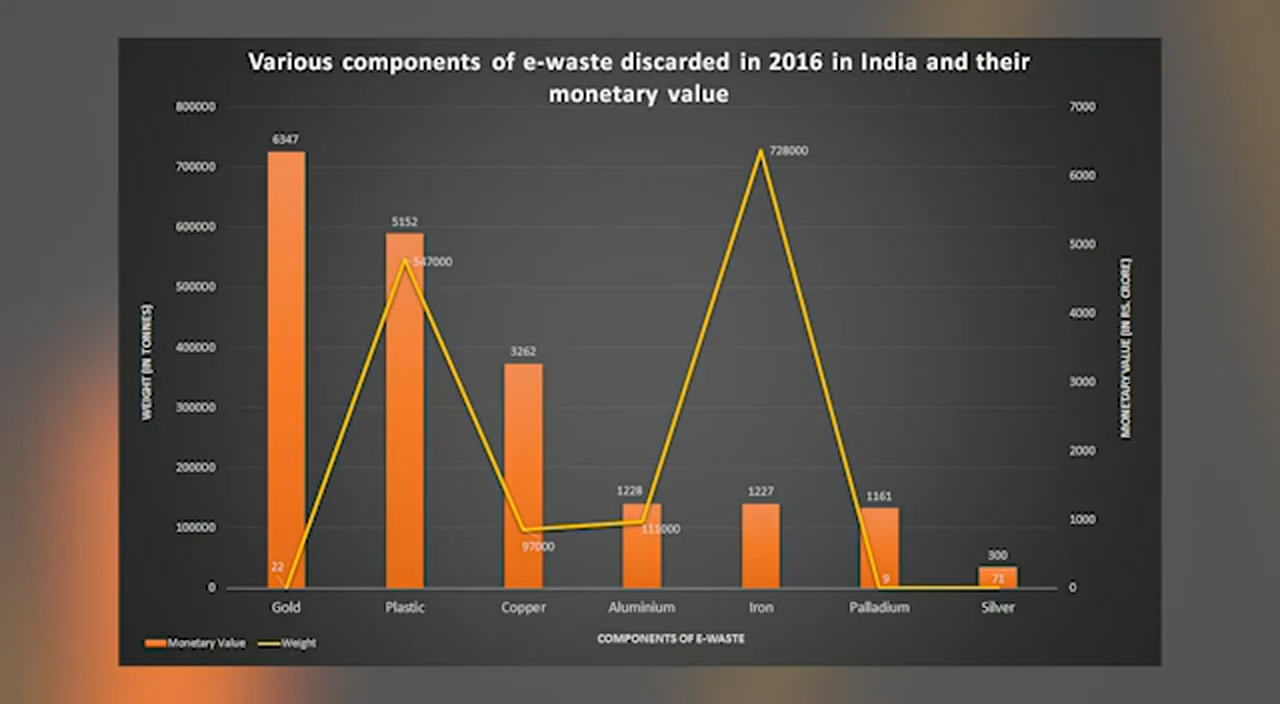 Various components of e-waste discarded in 2016 in India and their
monetary value
800000
700000
600000
500000
400000
300000
200000
100000
0
WEIGHT (IN TONNES)
7000
6000
5000
4000
3000
2000
1000
0
MONETARY VALUE (IN RS. CRORE)
6347
5152
3262
1228
1227
1161
300
22
547000
97000
111000
728000
9
71
Gold
Plastic
Copper
Aluminium
Iron
Palladium
Silver
COMPONENTS OF E-WASTE
Monetary Value
Weight